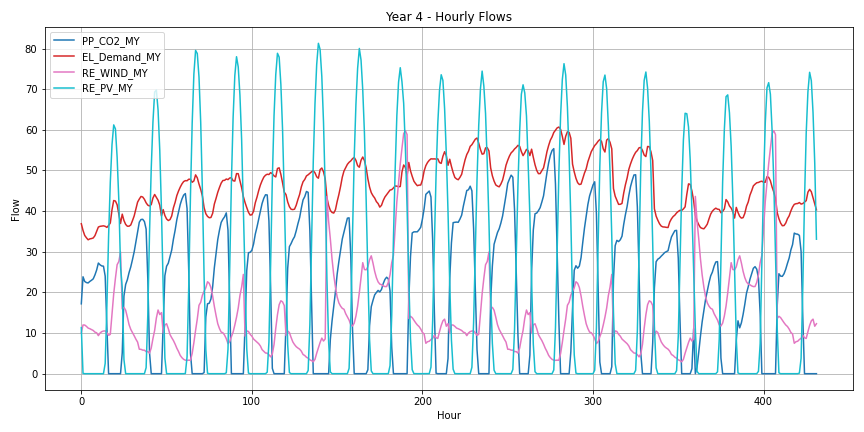 Year 4 - Hourly Flows
PP_CO2_MY
EL_Demand_MY
RE_WIND_MY
RE_PV_MY
Flow
80
70
60
50
40
30
20
10
0
0 100 200 300 400
Hour